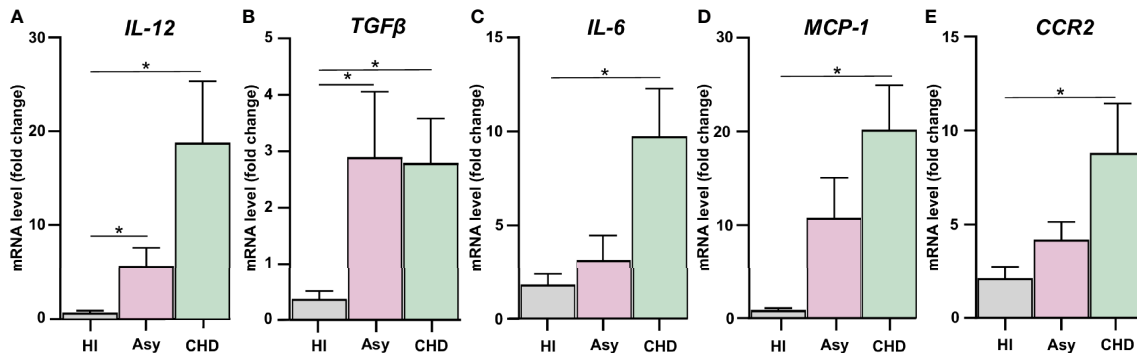 A
IL-12
mRNA level (fold change)
30
20
10
0
*
*
HI Asy CHD
B
TGFβ
mRNA level (fold change)
5
4
3
2
1
0
*
*
HI Asy CHD
C
IL-6
mRNA level (fold change)
15
10
5
0
*
HI Asy CHD
D
MCP-1
mRNA level (fold change)
30
20
10
0
*
HI Asy CHD
E
CCR2
mRNA level (fold change)
15
10
5
0
*
HI Asy CHD